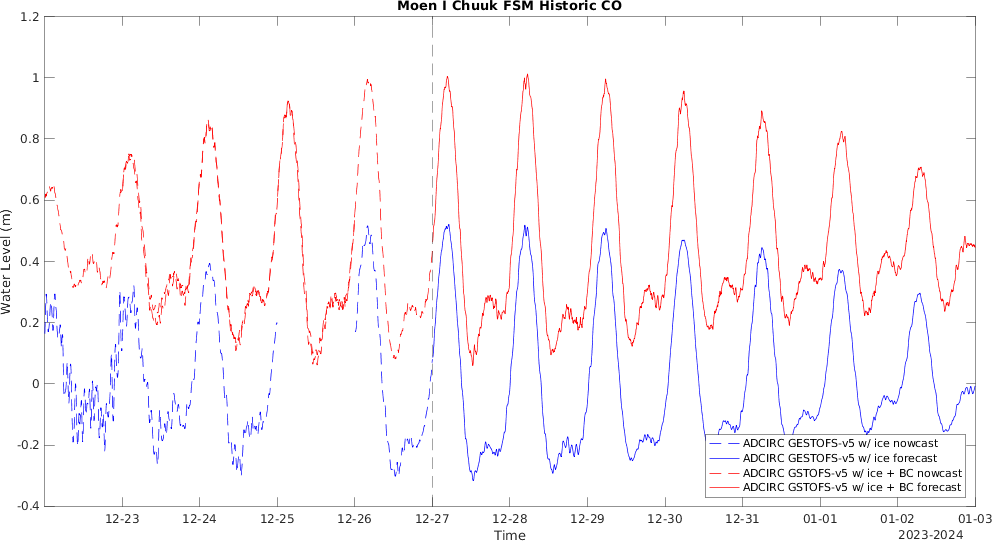 Moen I Chuuk FSM Historic CO
1.2
1
0.8
0.6
0.4
0.2
0
-0.2
-0.4
Water Level (m)
12-23 12-24 12-25 12-26 12-27 12-28 12-29 12-30 12-31 01-01 01-02 01-03
Time
2023-2024
ADCIRC GESTOFS-v5 w/ ice nowcast
ADCIRC GESTOFS-v5 w/ ice forecast
ADCIRC GSTOFS-v5 w/ ice + BC nowcast
ADCIRC GSTOFS-v5 w/ ice + BC forecast